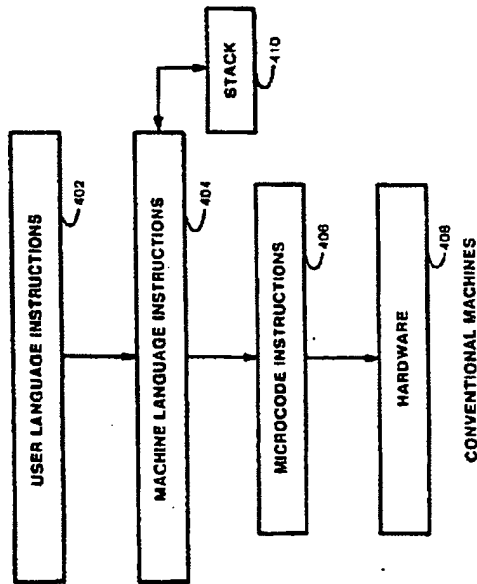 USER LANGUAGE INSTRUCTIONS
402
MACHINE LANGUAGE INSTRUCTIONS
404
STACK
410
MICROCODE INSTRUCTIONS
406
HARDWARE
408
CONVENTIONAL MACHINES